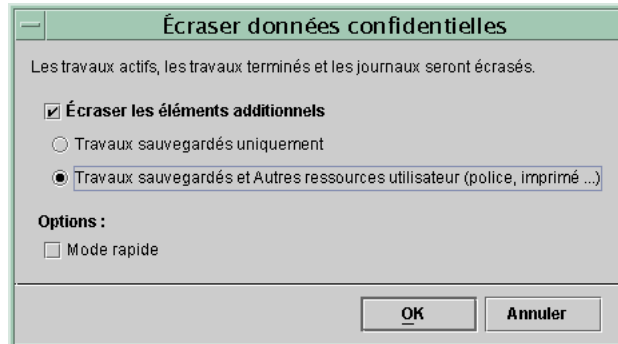 Écraser données confidentielles
Les travaux actifs, les travaux terminés et les journaux seront écrasés.
Écraser les éléments additionnels
Travaux sauvegardés uniquement
Travaux sauvegardés et Autres ressources utilisateur (police, imprimé ...)
Options :
Mode rapide
OK Annuler